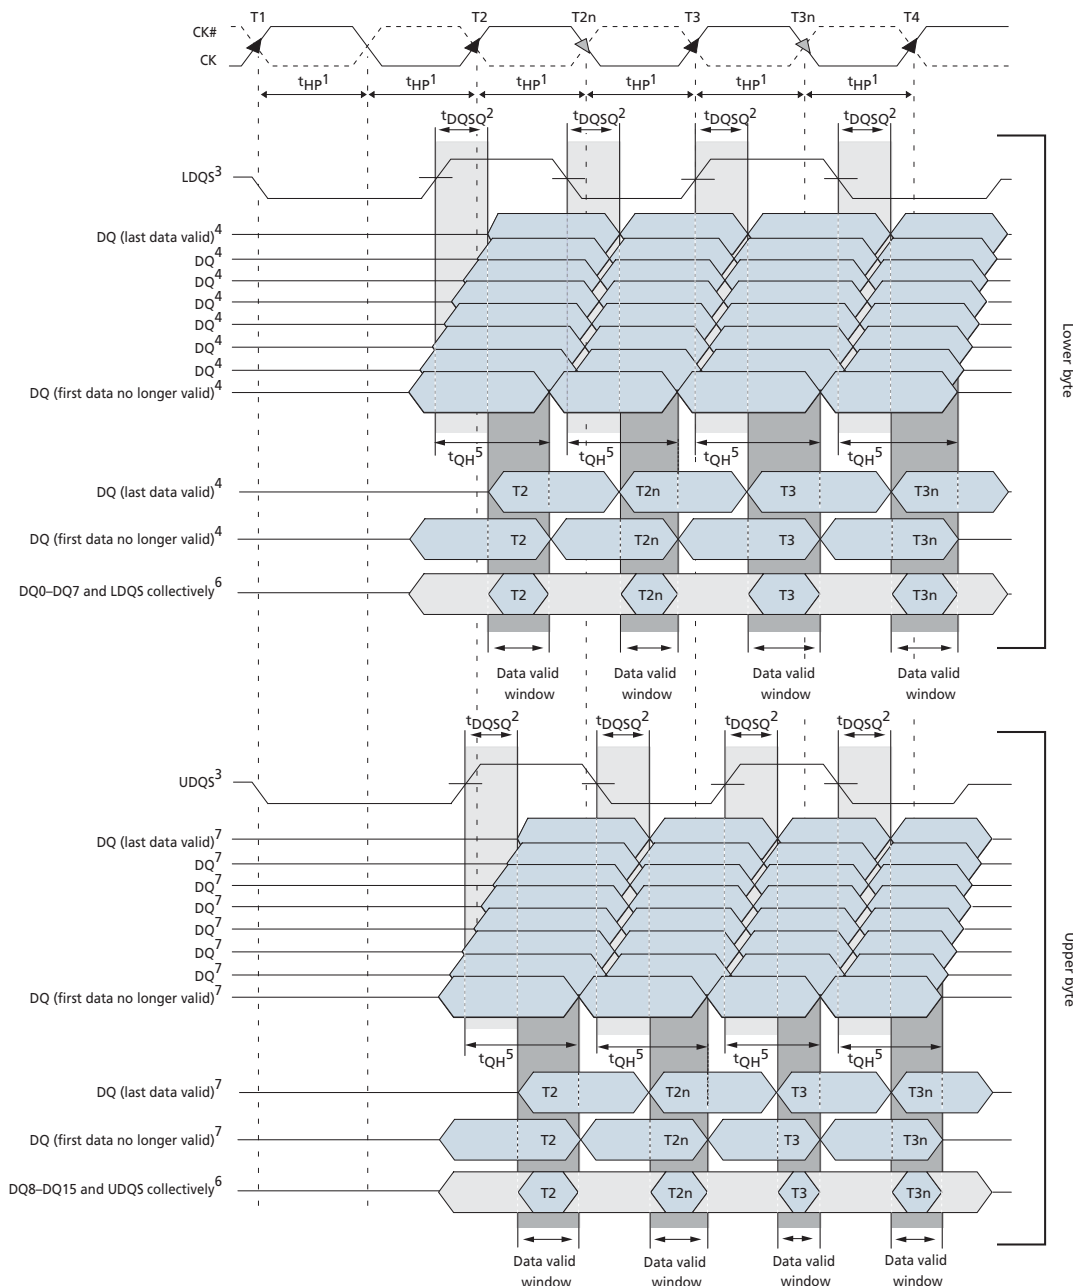 T1 T2 T2n T3 T3n T4
CK#
CK
tHP1 tHP1 tHP1 tHP1 tHP1 tHP1
tDQSQ2 tDQSQ2 tDQSQ2 tDQSQ2
LDQS3
DQ (last data valid)4
DQ4
DQ4
DQ4
DQ4
DQ4
DQ4
DQ (first data no longer valid)4
Lower byte
tQH5 tQH5 tQH5 tQH5
DQ (last data valid)4 T2 T2n T3 T3n
DQ (first data no longer valid)4 T2 T2n T3 T3n
DQ0–DQ7 and LDQS collectively6 T2 T2n T3 T3n
Data valid Data valid Data valid Data valid
window window window window
tDQSQ2 tDQSQ2 tDQSQ2 tDQSQ2
UDQS3
DQ (last data valid)7
DQ7
DQ7
DQ7
DQ7
DQ7
DQ7
DQ (first data no longer valid)7
Upper byte
tQH5 tQH5 tQH5 tQH5
DQ (last data valid)7 T2 T2n T3 T3n
DQ (first data no longer valid)7 T2 T2n T3 T3n
DQ8–DQ15 and UDQS collectively6 T2 T2n T3 T3n
Data valid Data valid Data valid Data valid
window window window window